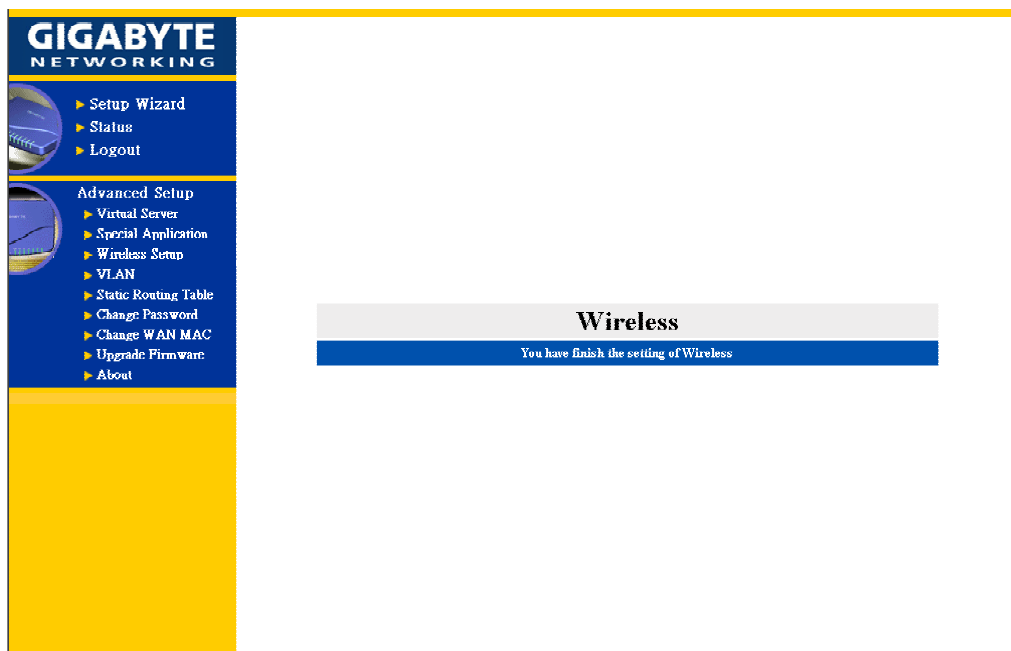 GIGABYTE
NETWORKING
Setup Wizard
Status
Logout
Advanced Setup
Virtual Server
Special Application
Wireless Setup
VLAN
Static Routing Table
Change Password
Change WAN MAC
Upgrade Firmware
About
Wireless
You have finish the setting of Wireless